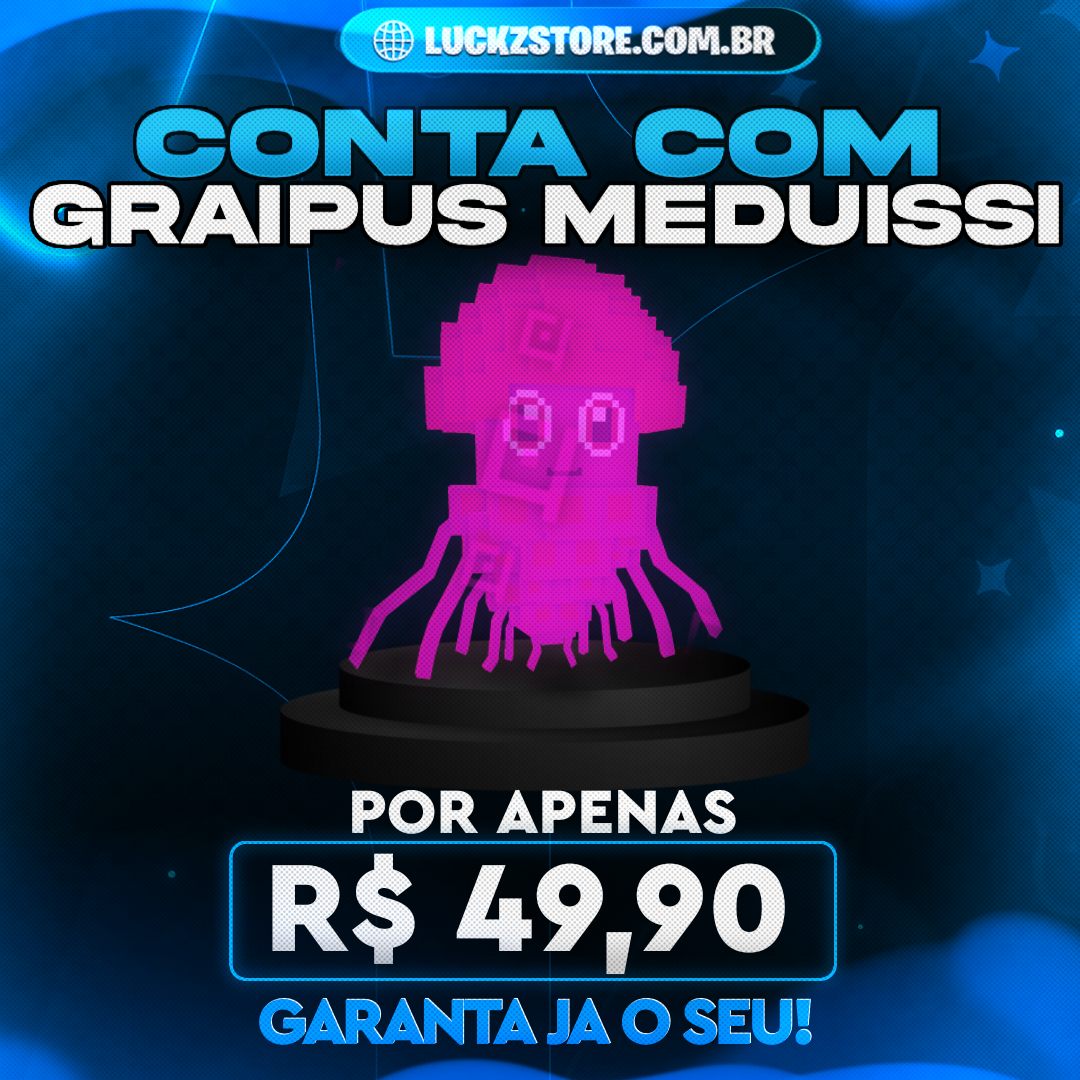 LUCKZSTORE.COM.BR
CONTA COM
GRAIPUS MEDUISSI
POR APENAS
R$ 49,90
GARANTA JA O SEU!